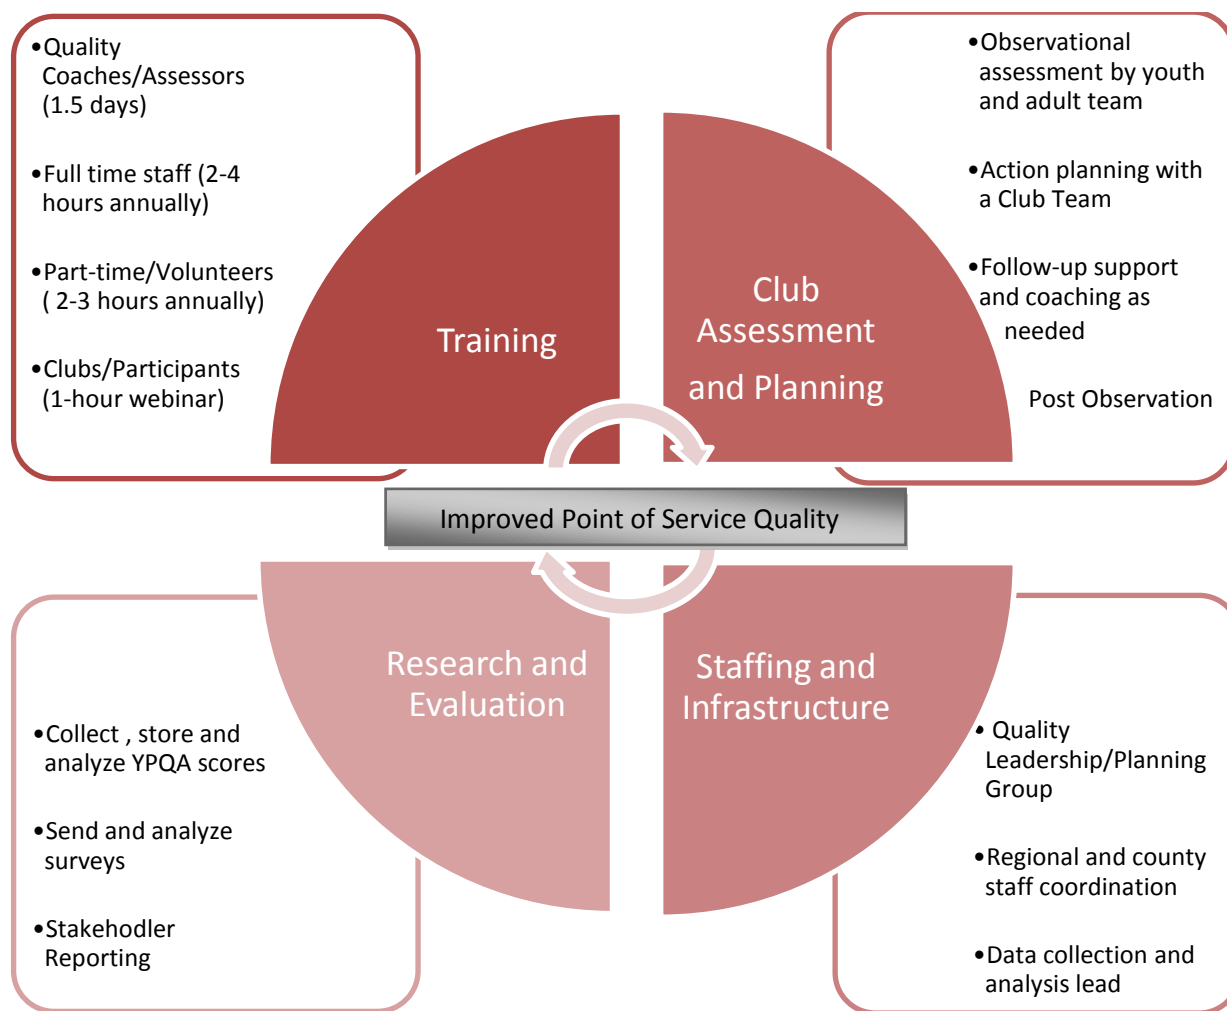 •Quality
Coaches/Assessors
(1.5 days)
•Full time staff (2-4
hours annually)
•Part-time/Volunteers
( 2-3 hours annually)
•Clubs/Participants
(1-hour webinar)
Training
•Observational
assessment by youth
and adult team
•Action planning with
a Club Team
•Follow-up support
and coaching as
needed
Post Observation
Club
Assessment
and Planning
Improved Point of Service Quality
Research and
Evaluation
•Collect , store and
analyze YPQA scores
•Send and analyze
surveys
•Stakehodler
Reporting
Staffing and
Infrastructure
• Quality
Leadership/Planning
Group
•Regional and county
staff coordination
•Data collection and
analysis lead